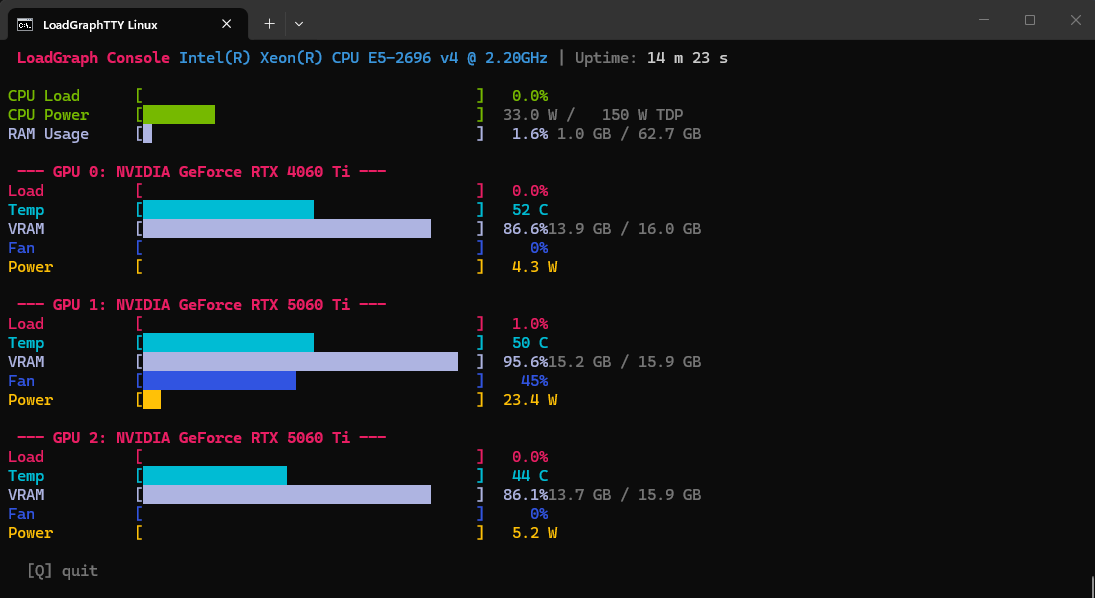 LoadGraphTTY Linux
LoadGraph Console Intel(R) Xeon(R) CPU E5-2696 v4 @ 2.20GHz | Uptime: 14 m 23 s
CPU Load [ ] 0.0%
CPU Power [ ] 33.0 W / 150 W TDP
RAM Usage [ ] 1.6% 1.0 GB / 62.7 GB
--- GPU 0: NVIDIA GeForce RTX 4060 Ti ---
Load [ ] 0.0%
Temp [ ] 52 C
VRAM [ ] 86.6%13.9 GB / 16.0 GB
Fan [ ] 0%
Power [ ] 4.3 W
--- GPU 1: NVIDIA GeForce RTX 5060 Ti ---
Load [ ] 1.0%
Temp [ ] 50 C
VRAM [ ] 95.6%15.2 GB / 15.9 GB
Fan [ ] 45%
Power [ ] 23.4 W
--- GPU 2: NVIDIA GeForce RTX 5060 Ti ---
Load [ ] 0.0%
Temp [ ] 44 C
VRAM [ ] 86.1%13.7 GB / 15.9 GB
Fan [ ] 0%
Power [ ] 5.2 W
[Q] quit